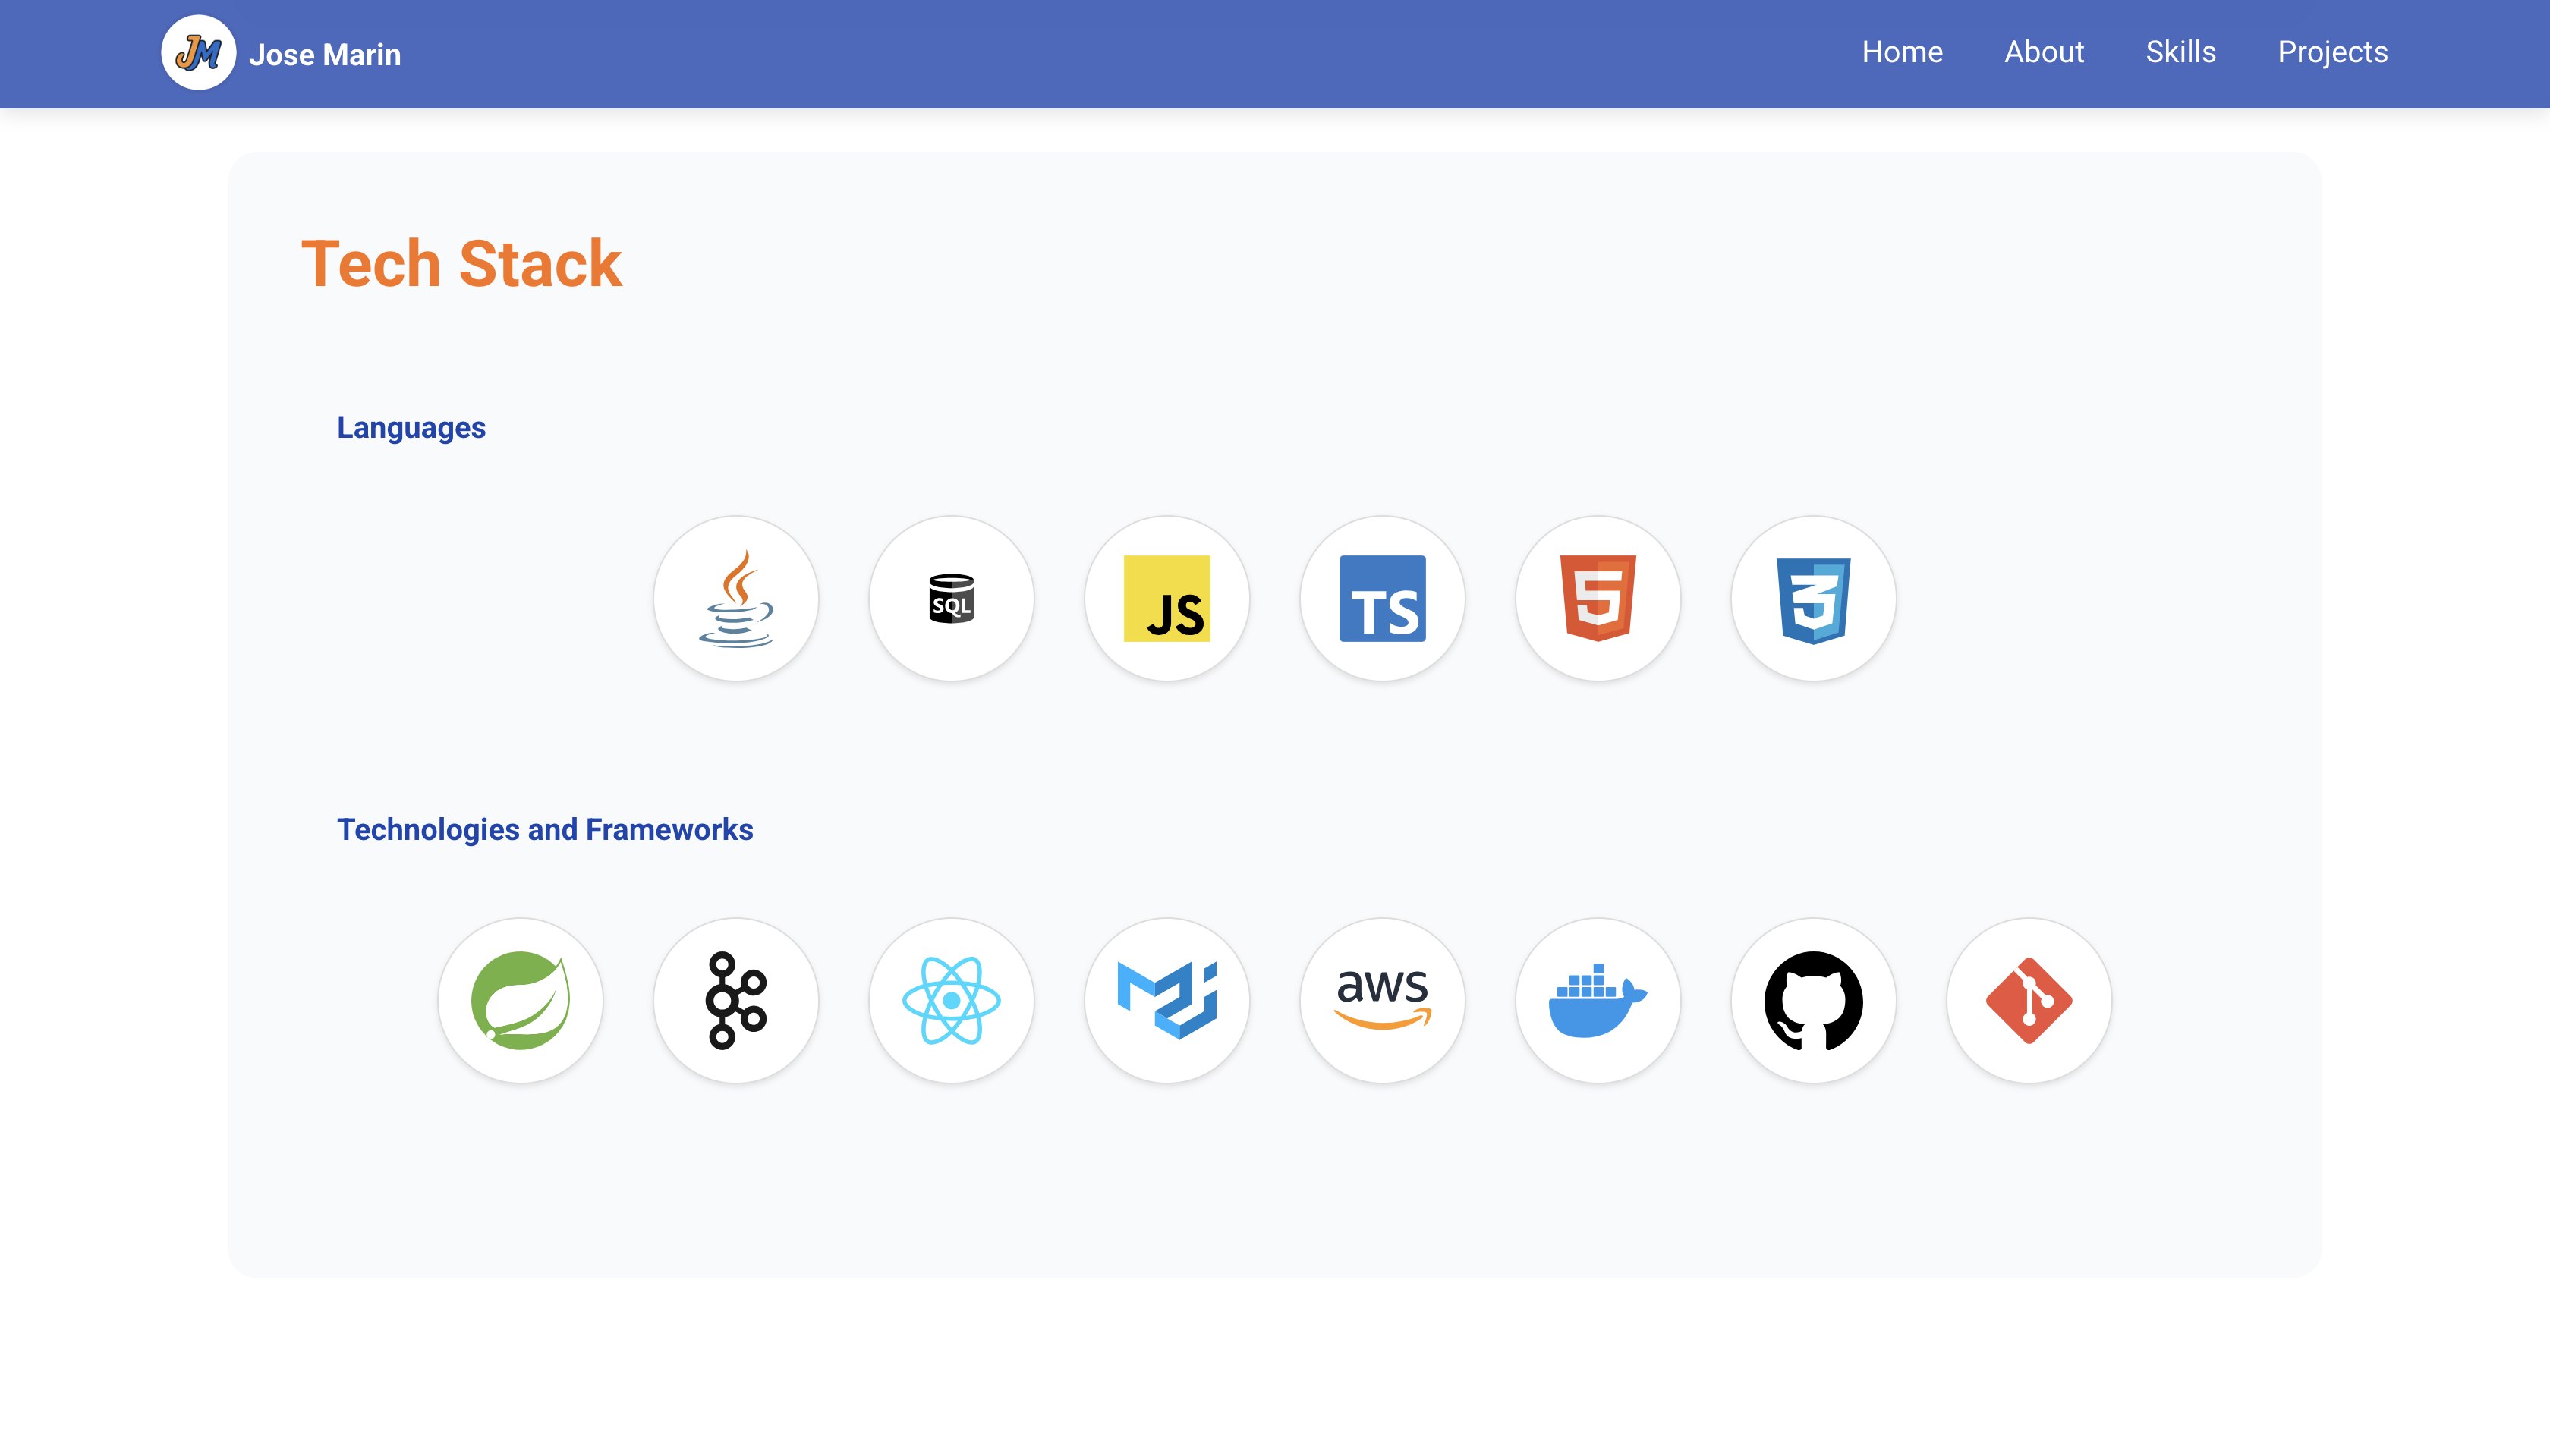 JM Jose Marin Home About Skills Projects
Tech Stack
Languages
SQL JS TS 5 3
Technologies and Frameworks
aws